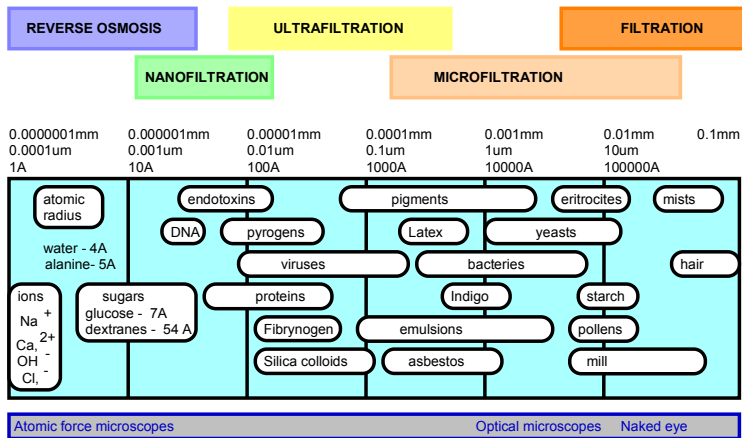 REVERSE OSMOSIS
ULTRAFILTRATION
FILTRATION
NANOFILTRATION
MICROFILTRATION
0.0000001mm 0.000001mm 0.00001mm 0.0001mm 0.001mm 0.01mm 0.1mm
0.0001um 0.001um 0.01um 0.1um 1um 10um
1A 10A 100A 1000A 10000A 100000A
atomic
radius
endotoxins
pigments
eritrocites
mists
DNA
pyrogens
Latex
yeasts
water - 4A
alanine- 5A
viruses
bacteries
hair
ions
Na +
Ca, 2+
OH -
Cl, -
sugars
glucose - 7A
dextranes - 54 A
proteins
Indigo
starch
Fibrynogen
emulsions
pollens
Silica colloids
asbestos
mill
Atomic force microscopes Optical microscopes Naked eye